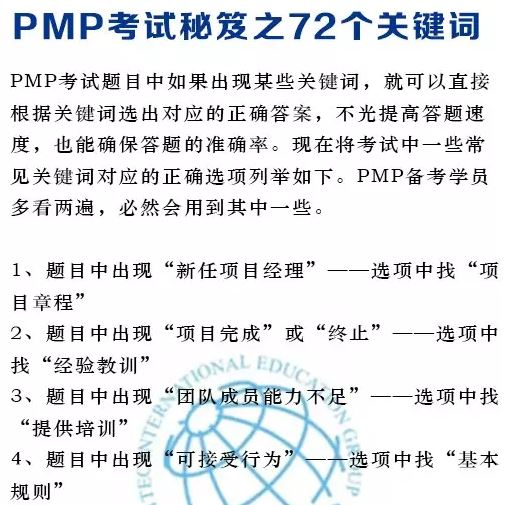 PMP考试秘笈之72个关键词
PMP考试题目中如果出现某些关键词，就可以直接
根据关键词选出对应的正确答案，不光提高答题速
度，也能确保答题的准确率。现在将考试中一些常
见关键词对应的正确选项列举如下。PMP备考学员
多看两遍，必然会用到其中一些。
1、题目中出现“新任项目经理”——选项中找“项
目章程”
2、题目中出现“项目完成”或“终止”——选项中
找“经验教训”
3、题目中出现“团队成员能力不足”——选项中找
“提供培训”
4、题目中出现“可接受行为”——选项中找“基本
规则”
INTERNATIONAL EDUCATION GROUP